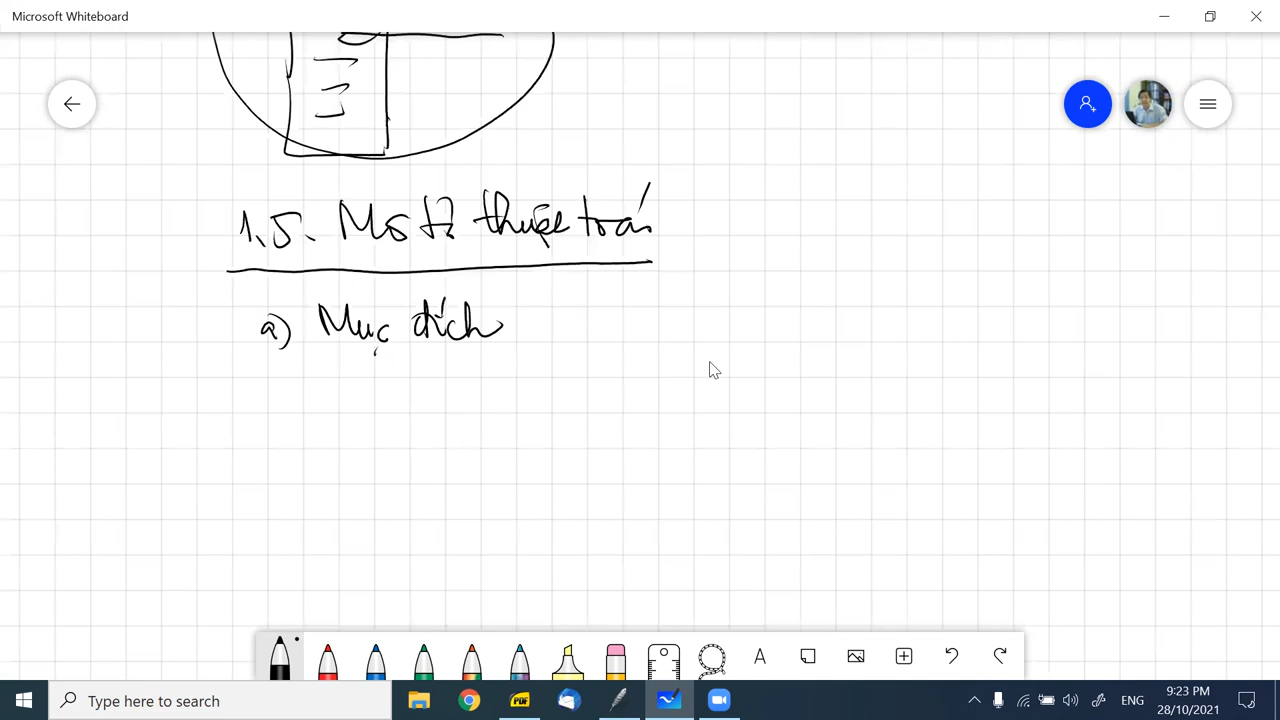 Microsoft Whiteboard
1.5. Mô tả thuật toán
a) Mục đích
Type here to search
PDF
ENG
9:23 PM
28/10/2021